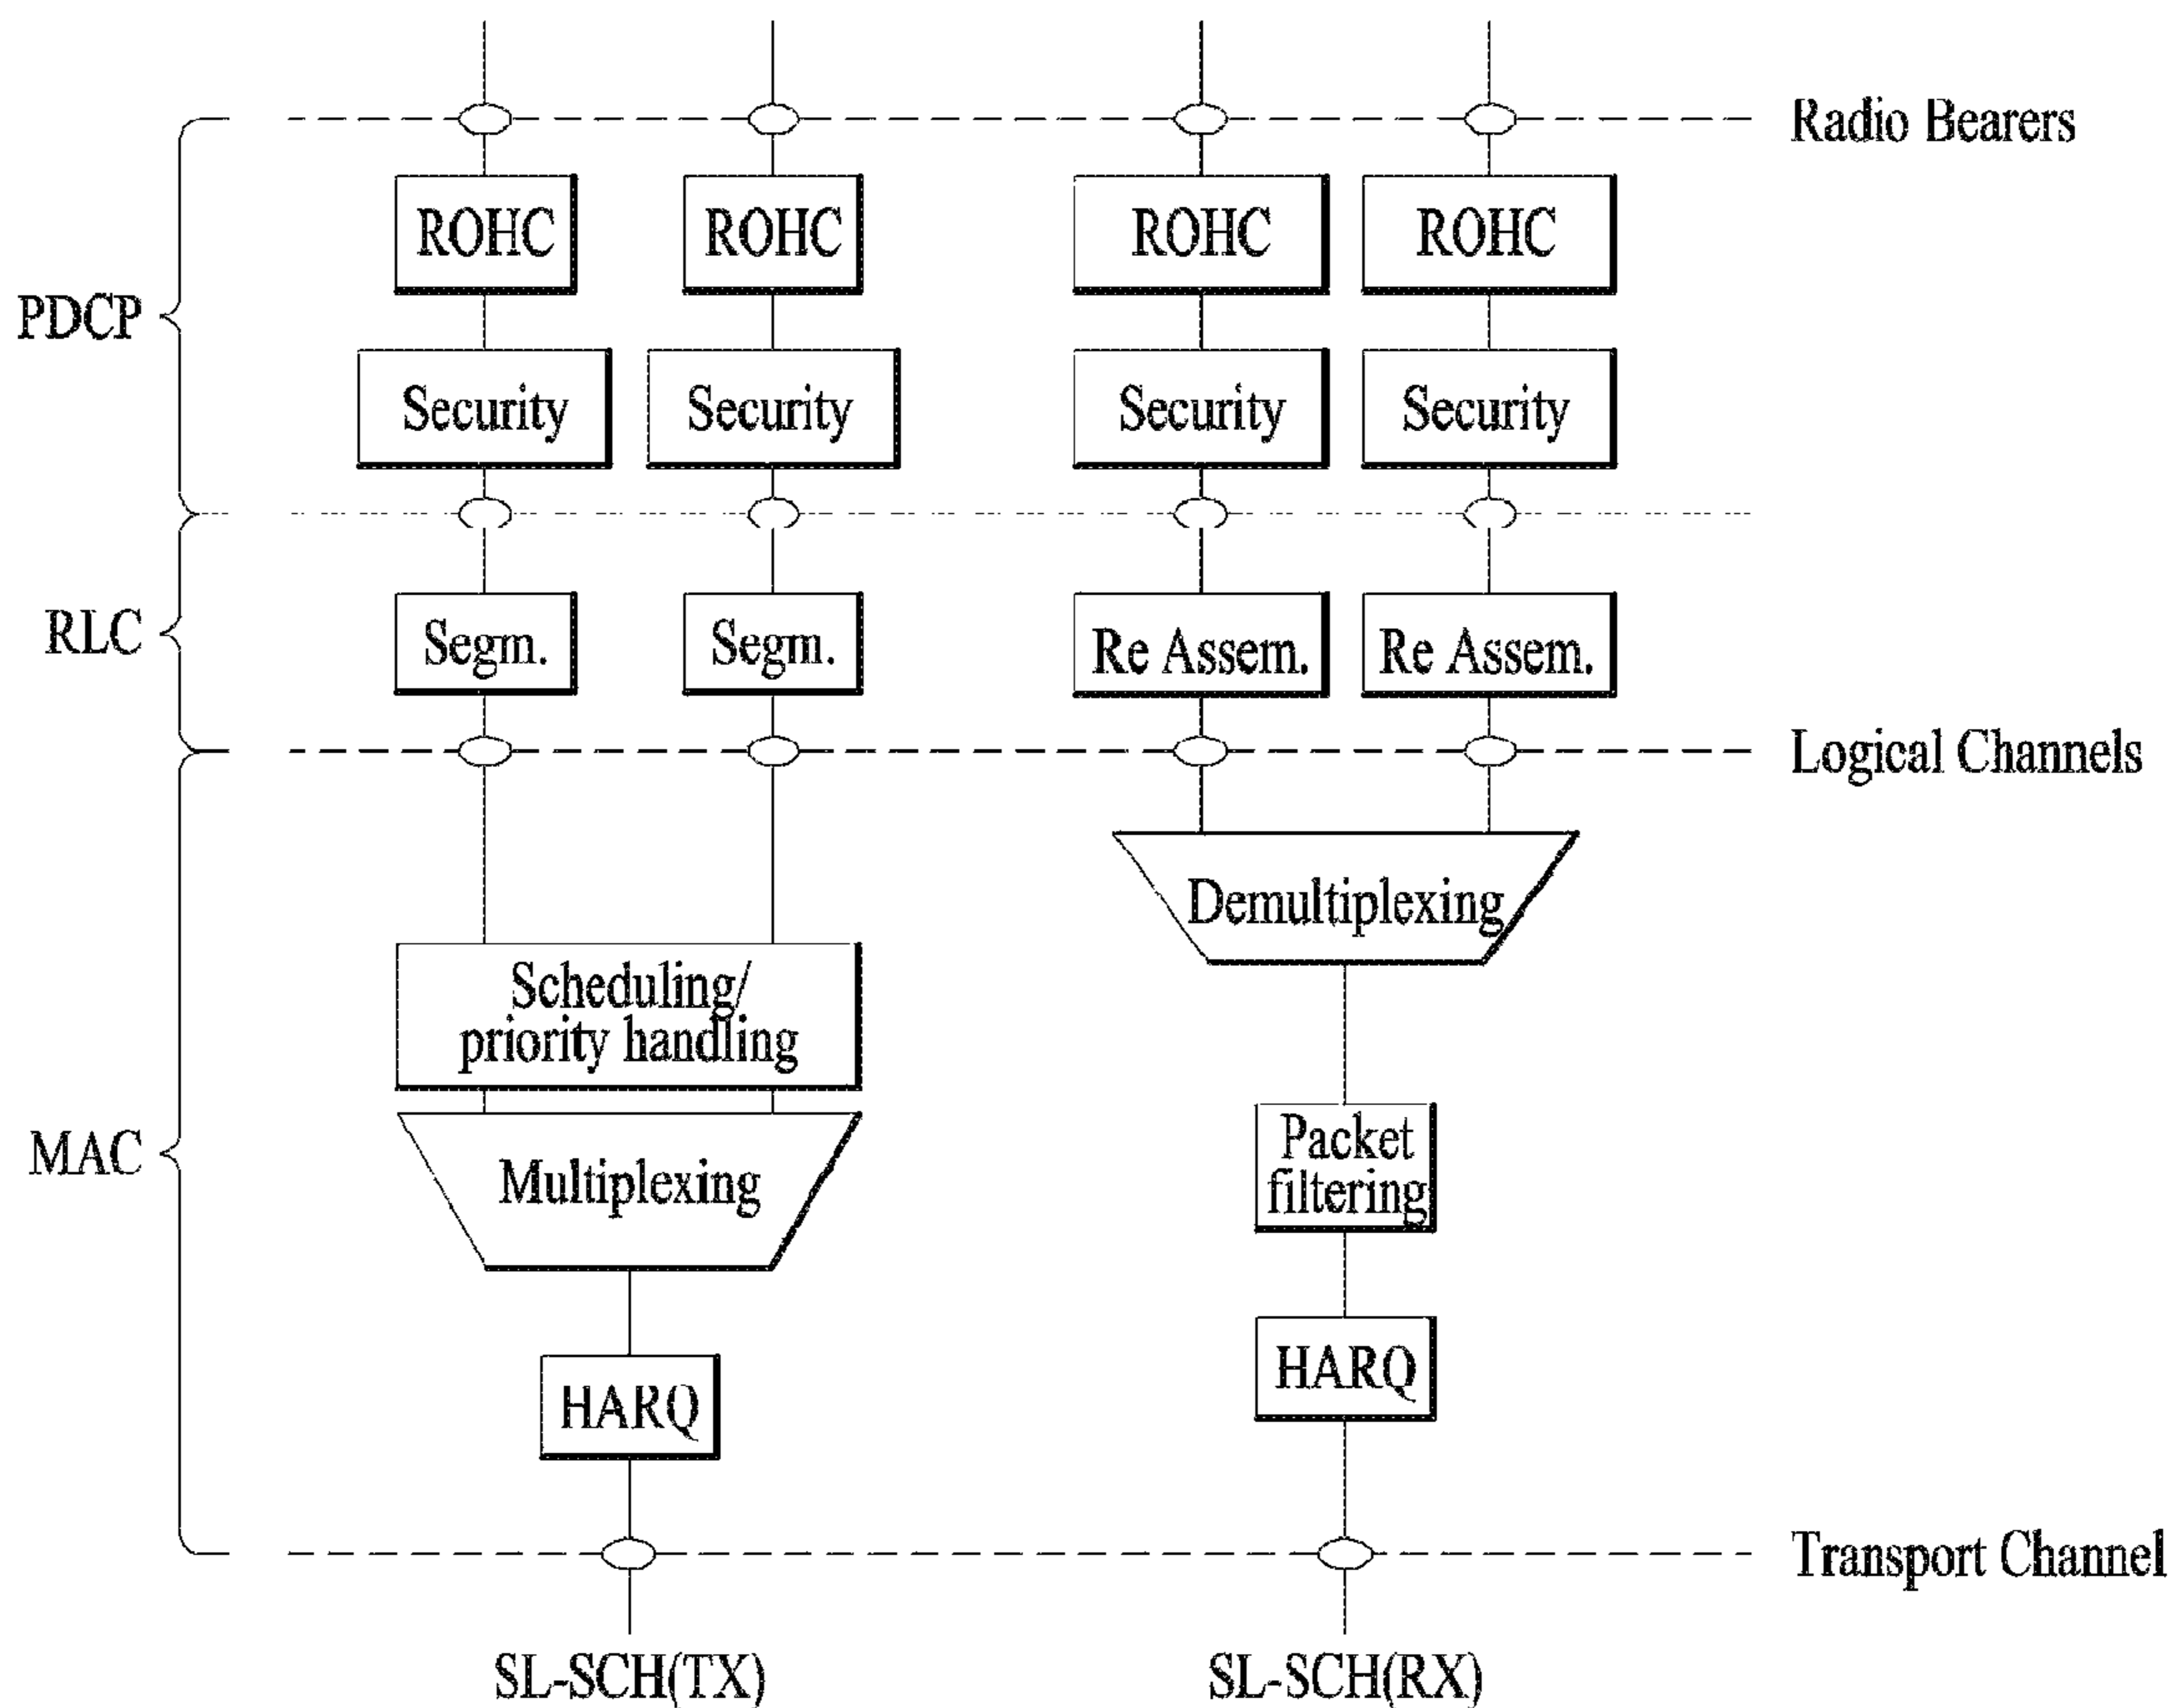 Radio Bearers
ROHC
ROHC
ROHC
ROHC
PDCP
Security
Security
Security
Security
RLC
Segm.
Segm.
Re Assem.
Re Assem.
Logical Channels
Demultiplexing
Scheduling/
priority handling
MAC
Multiplexing
Packet
filtering
HARQ
HARQ
Transport Channel
SL-SCH(TX)
SL-SCH(RX)